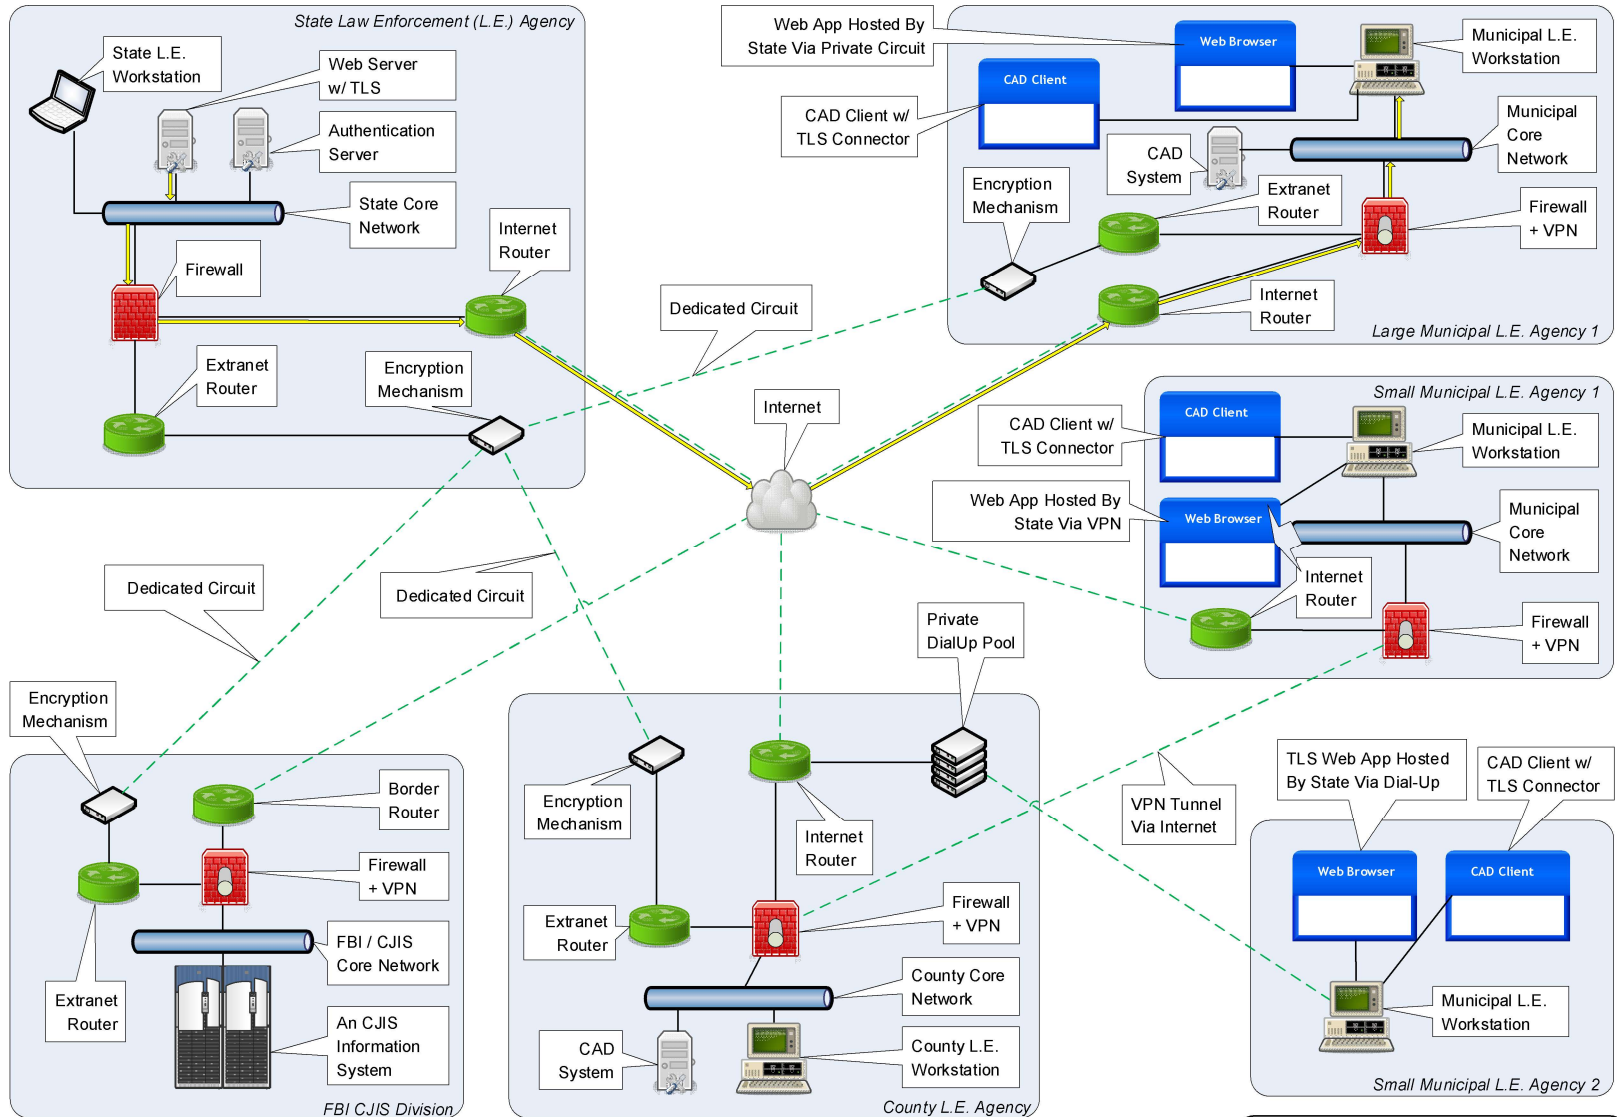 State Law Enforcement (L.E.) Agency
State L.E.
Workstation
Web Server
w/ TLS
Authentication
Server
State Core
Network
Internet
Router
Firewall
Extranet
Router
Encryption
Mechanism
Web App Hosted By
State Via Private Circuit
Web Browser
Municipal L.E.
Workstation
CAD Client
CAD Client w/
TLS Connector
CAD
System
Municipal
Core
Network
Encryption
Mechanism
Extranet
Router
Firewall
+ VPN
Internet
Router
Large Municipal L.E. Agency 1
Dedicated Circuit
Internet
Small Municipal L.E. Agency 1
CAD Client
CAD Client w/
TLS Connector
Municipal L.E.
Workstation
Web App Hosted By
State Via VPN
Web Browser
Municipal
Core
Network
Internet
Router
Firewall
+ VPN
Dedicated Circuit
Dedicated Circuit
Private
DialUp Pool
Encryption
Mechanism
Border
Router
Firewall
+ VPN
FBI / CJIS
Core Network
Extranet
Router
An CJIS
Information
System
FBI CJIS Division
Encryption
Mechanism
Internet
Router
Extranet
Router
Firewall
+ VPN
County Core
Network
CAD
System
County L.E.
Workstation
County L.E. Agency
VPN Tunnel
Via Internet
TLS Web App Hosted
By State Via Dial-Up
CAD Client w/
TLS Connector
Web Browser
CAD Client
Municipal L.E.
Workstation
Small Municipal L.E. Agency 2